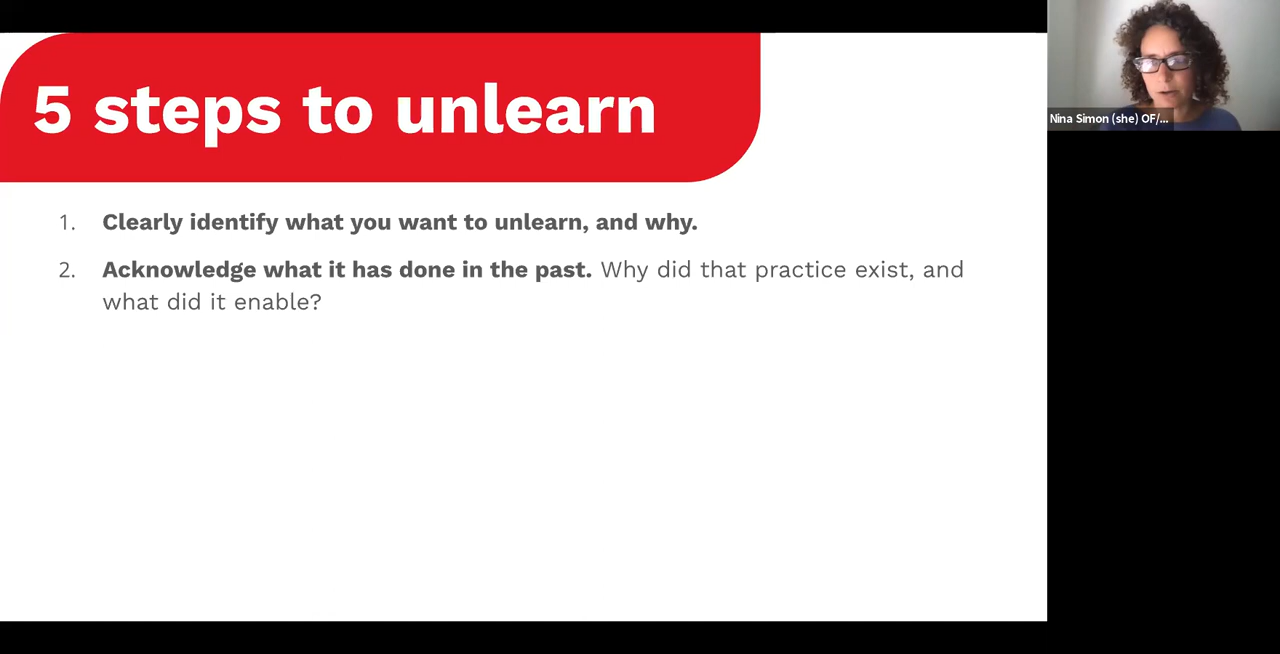 5 steps to unlearn
1. Clearly identify what you want to unlearn, and why.
2. Acknowledge what it has done in the past. Why did that practice exist, and
what did it enable?
Nina Simon (she) OF/...